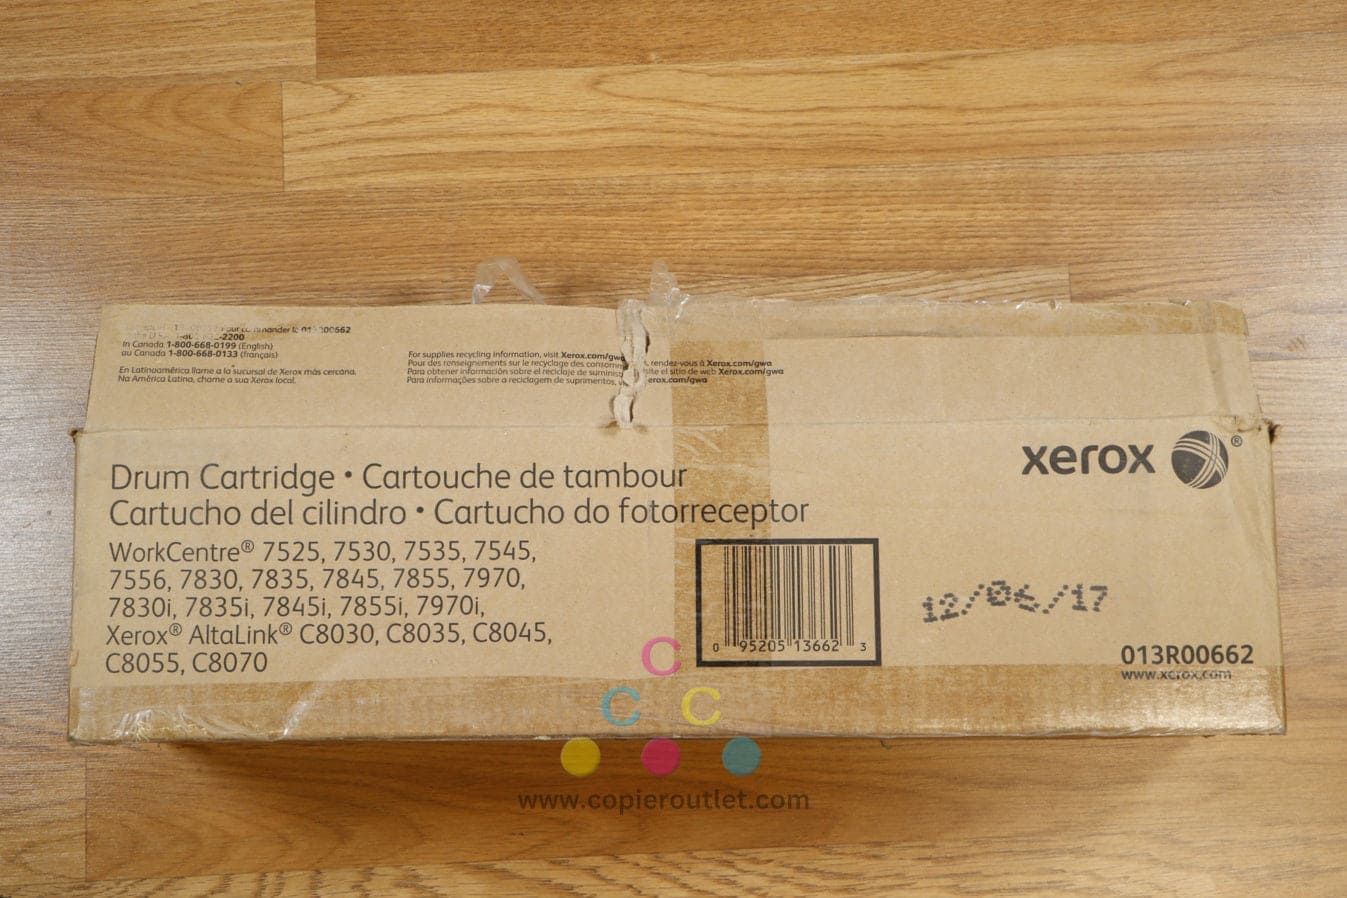 Pour commander le 013R00662
2200
In Canada 1-800-668-0199 (English)
au Canada 1-800-668-0133 (français)
En Latinoamérica llame a la sucursal de Xerox más cercana.
Na América Latina, chame a sua Xerox local.
For supplies recycling information, visit Xerox.com/gwa
Pour des renseignements sur le recyclage des rendez-vous à Xerox.com/gwa
Para obtener información sobre el reciclaje de el sitio de web Xerox.com/gwa
Para informações sobre a reciclagem de suprimentos, xerox.com/gwa
xerox ®
Drum Cartridge • Cartouche de tambour
Cartucho del cilindro • Cartucho do fotorreceptor
WorkCentre® 7525, 7530, 7535, 7545,
7556, 7830, 7835, 7845, 7855, 7970,
7830i, 7835i, 7845i, 7855i, 7970i,
Xerox® AltaLink® C8030, C8035, C8045,
C8055, C8070
0 95205 13662 3
12/06/17
013R00662
www.xerox.com
C
C C
www.copieroutlet.com